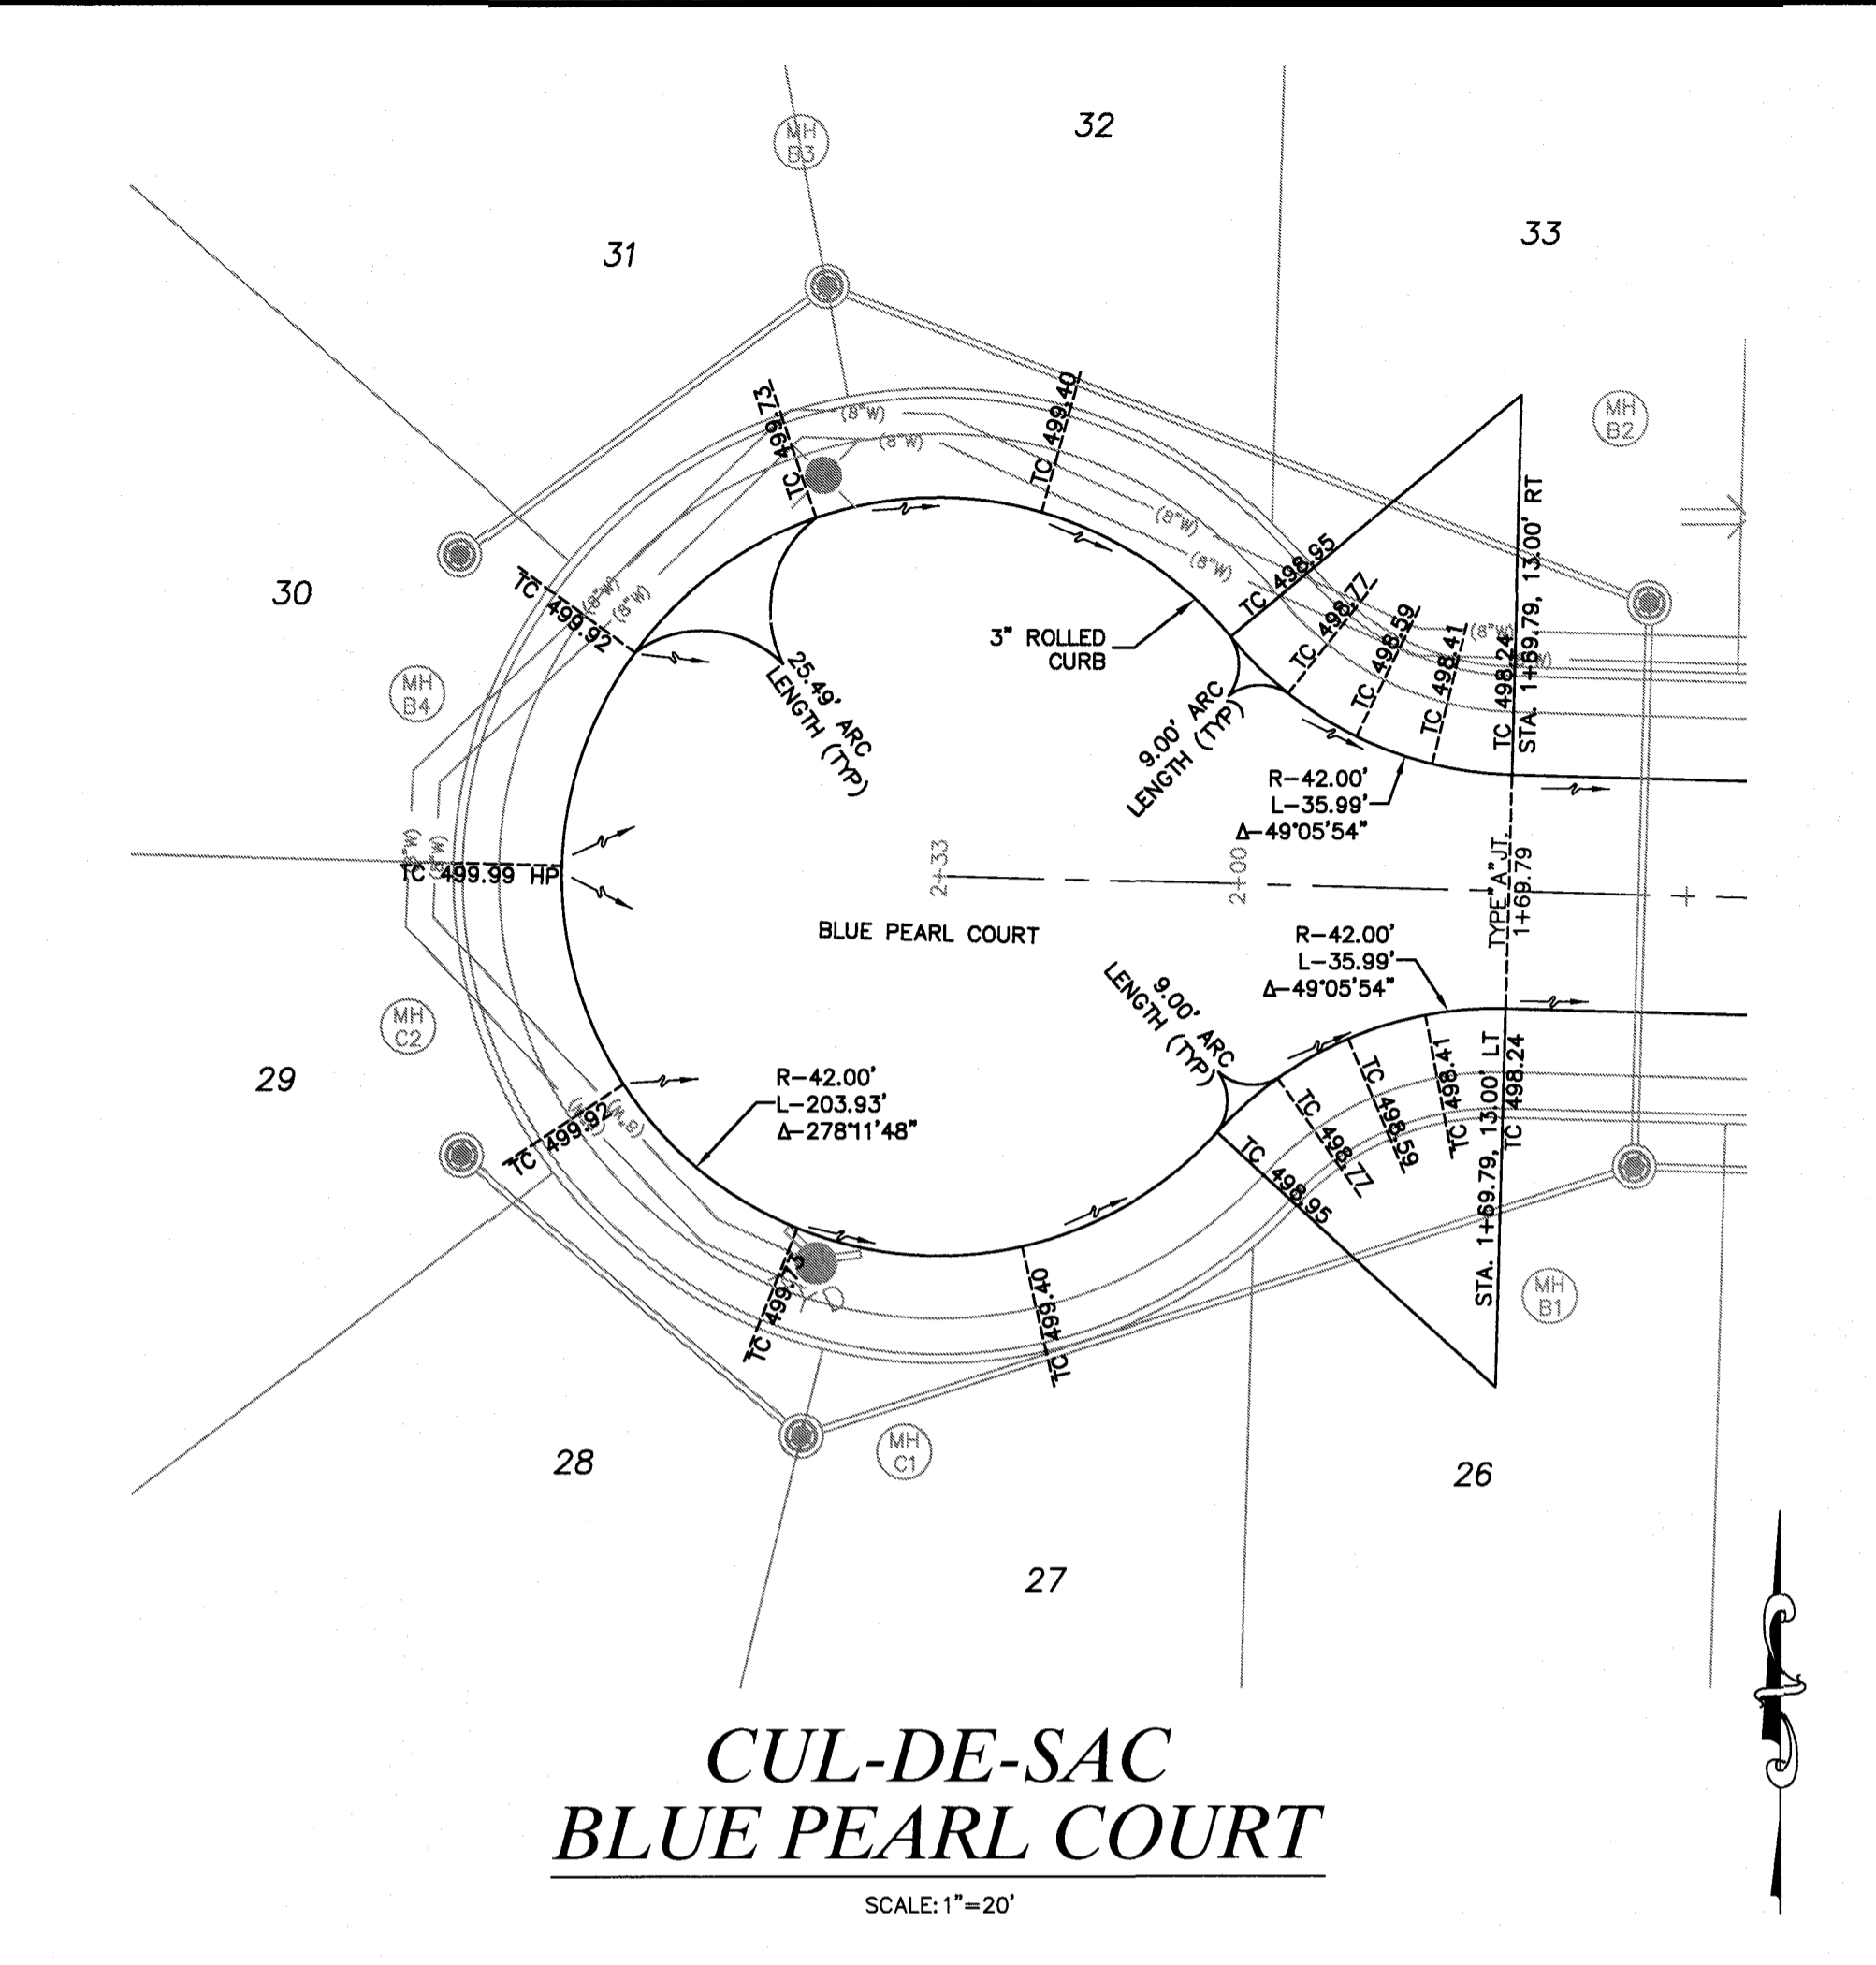 32
MH
B3
33
31
MH
B2
TC 499.73
TC 499.40
(8"W)
(8"W)
(8"W)
(8"W)
TC 498.95
TC 498.77
TC 498.59
TC 498.41
TC 498.24
STA. 1+69.79, 13.00' RT
(8"W)
30
TC 499.92
(8"W)
(8"W)
3" ROLLED
CURB
25.49' ARC
LENGTH (TYP)
9.00' ARC
LENGTH (TYP)
MH
B4
R-42.00'
L-35.99'
Δ-49°05'54"
(8"W)
(8"W)
TC 499.99 HP
2+33
2+00
TYPE"A"JT.
1+69.79
BLUE PEARL COURT
R-42.00'
L-35.99'
Δ-49°05'54"
9.00' ARC
LENGTH (TYP)
MH
C2
29
R-42.00'
L-203.93'
Δ-278°11'48"
TC 499.92
TC 498.95
TC 498.77
TC 498.59
TC 498.41
TC 498.24
STA. 1+69.79, 13.00' LT
TC 499.73
TC 499.40
MH
B1
28
MH
C1
26
27
CUL-DE-SAC
BLUE PEARL COURT
SCALE: 1"=20'